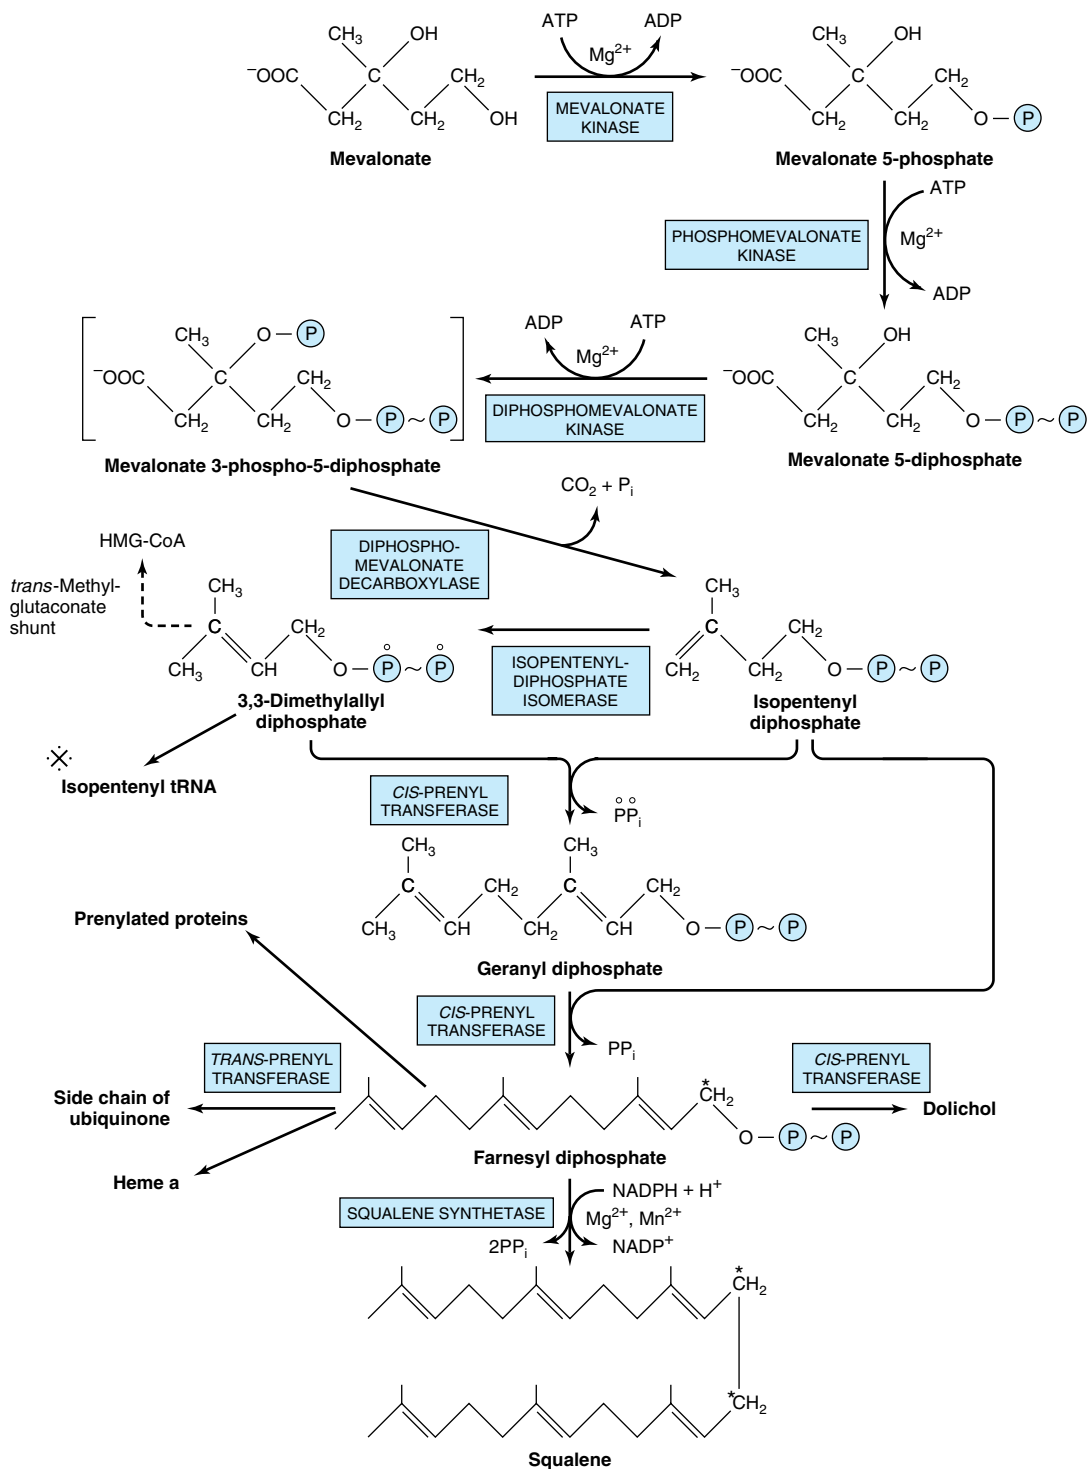 ATP
ADP
CH3
OH
Mg2+
–OOC
C
CH2
CH2
CH2
OH
MEVALONATE
KINASE
Mevalonate
CH3
OH
–OOC
C
CH2
CH2
CH2
O
P
Mevalonate 5-phosphate
ATP
PHOSPHOMEVALONATE
KINASE
Mg2+
ADP
CH3
O
P
–OOC
C
CH2
CH2
CH2
O
P ~ P
Mevalonate 3-phospho-5-diphosphate
ADP
ATP
Mg2+
DIPHOSPHOMEVALONATE
KINASE
CH3
OH
–OOC
C
CH2
CH2
CH2
O
P ~ P
Mevalonate 5-diphosphate
CO2 + Pi
DIPHOSPHO-
MEVALONATE
DECARBOXYLASE
HMG-CoA
trans-Methyl-
glutaconate
shunt
CH3
C
CH2
CH3
CH
O
P ~ P
3,3-Dimethylallyl
diphosphate
ISOPENTENYL-
DIPHOSPHATE
ISOMERASE
CH3
C
CH2
CH2
CH2
O
P ~ P
Isopentenyl
diphosphate
Isopentenyl tRNA
CIS-PRENYL
TRANSFERASE
PPi
CH3
CH3
C
CH2
C
CH2
CH3
CH
CH2
CH
O
P ~ P
Geranyl diphosphate
Prenylated proteins
CIS-PRENYL
TRANSFERASE
PPi
TRANS-PRENYL
TRANSFERASE
CIS-PRENYL
TRANSFERASE
Side chain of
ubiquinone
*
CH2
O
P ~ P
Dolichol
Farnesyl diphosphate
Heme a
SQUALENE SYNTHETASE
NADPH + H+
Mg2+, Mn2+
2PPi
NADP+
*
CH2
*
CH2
Squalene